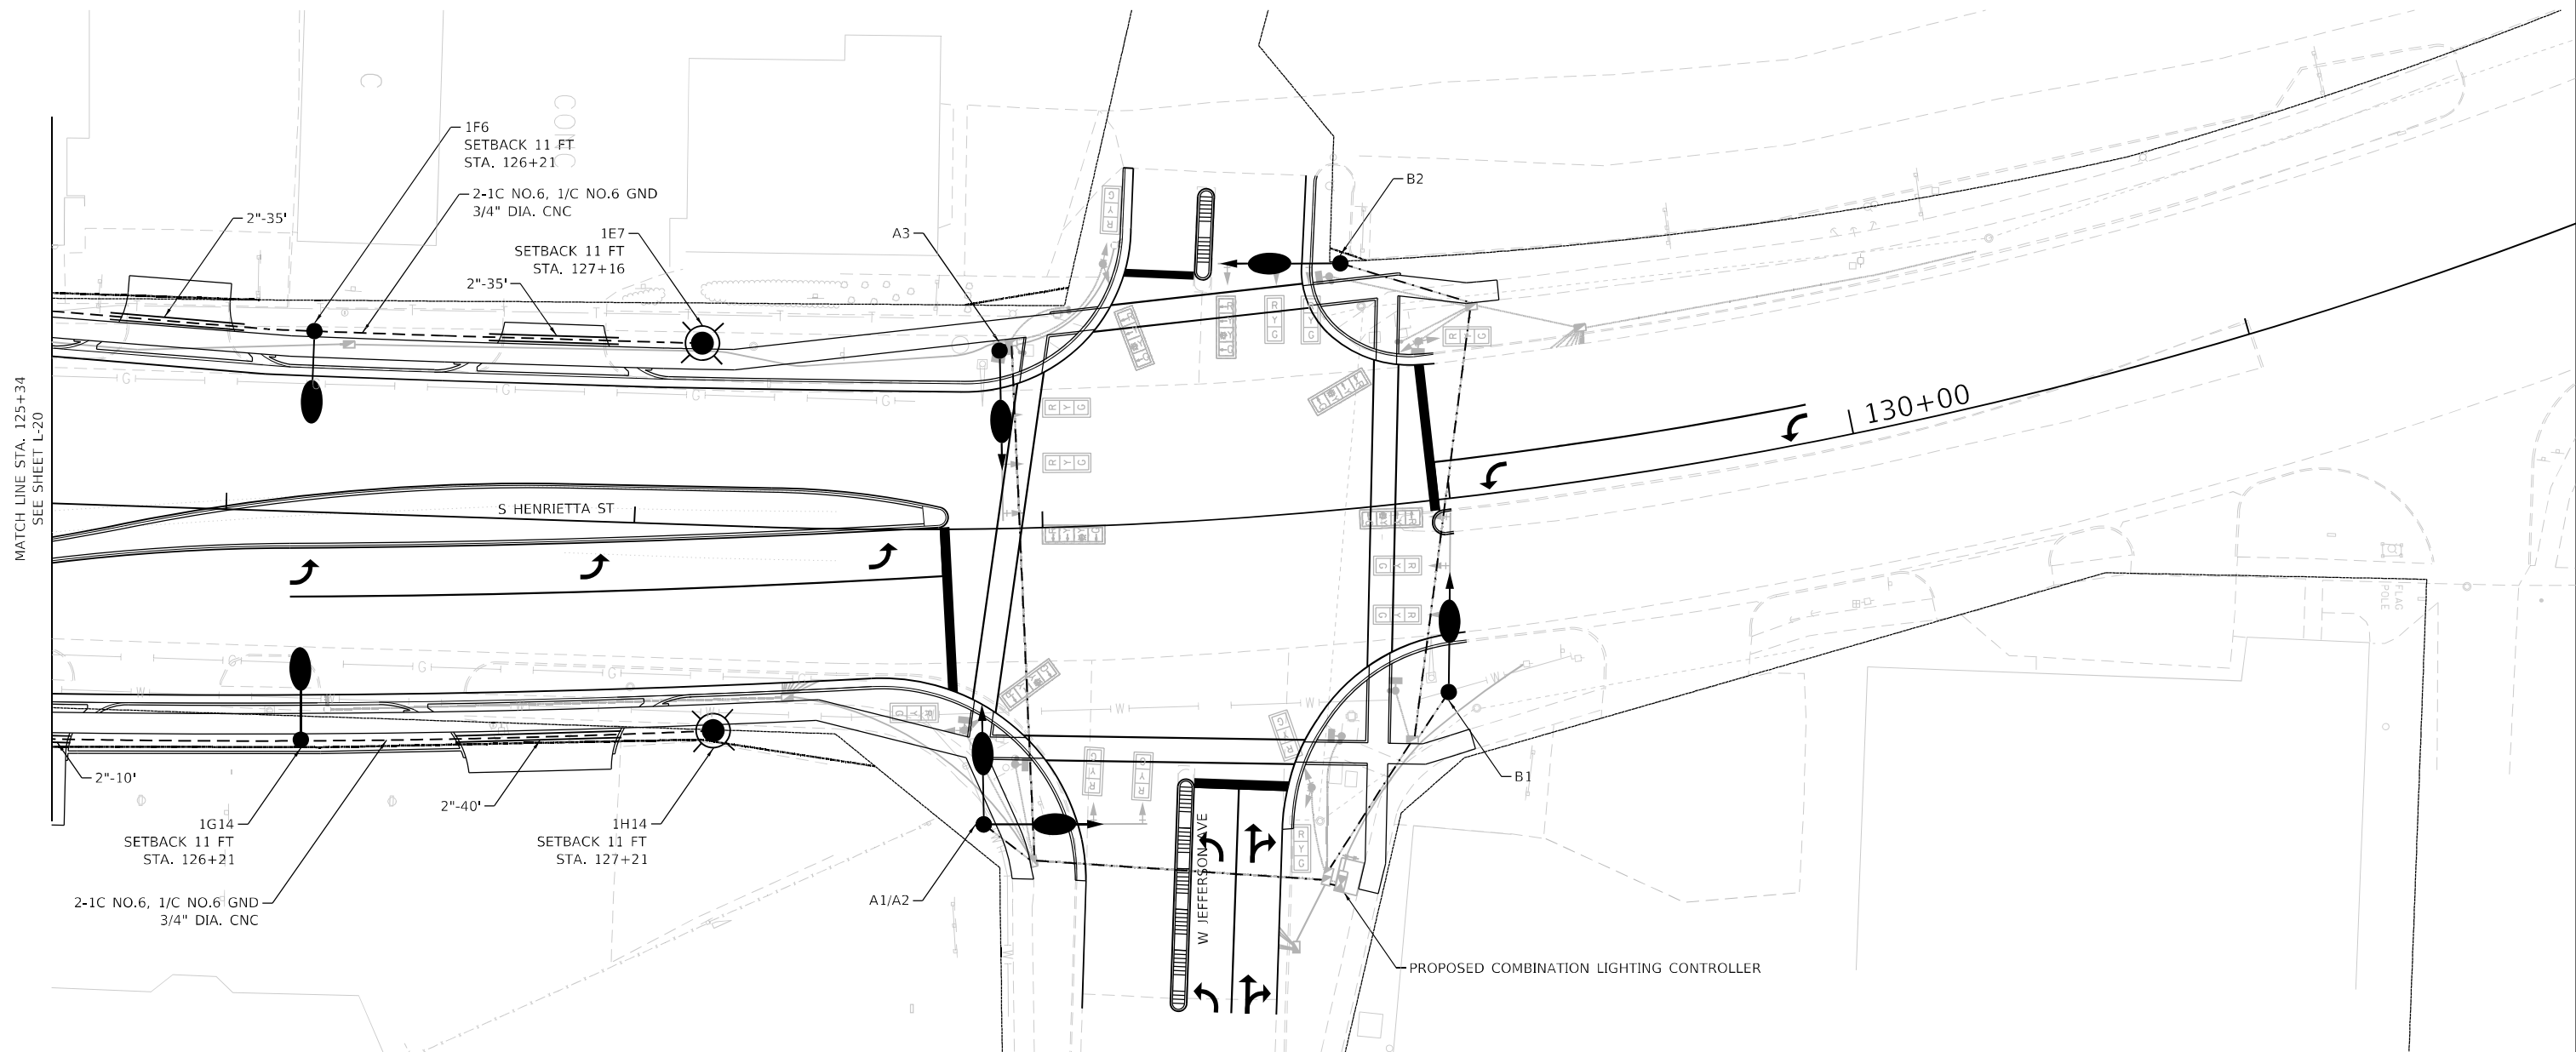 C
CONC
1F6
SETBACK 11 FT
STA. 126+21
2-1C NO.6, 1/C NO.6 GND
3/4" DIA. CNC
2"-35'
1E7
SETBACK 11 FT
STA. 127+16
2"-35'
A3
B2
MATCH LINE STA. 125+34
SEE SHEET L-20
130+00
S HENRIETTA ST
FLAG
POLE
2"-10'
1G14
SETBACK 11 FT
STA. 126+21
2"-40'
1H14
SETBACK 11 FT
STA. 127+21
2-1C NO.6, 1/C NO.6 GND
3/4" DIA. CNC
A1/A2
B1
W JEFFERSON AVE
PROPOSED COMBINATION LIGHTING CONTROLLER